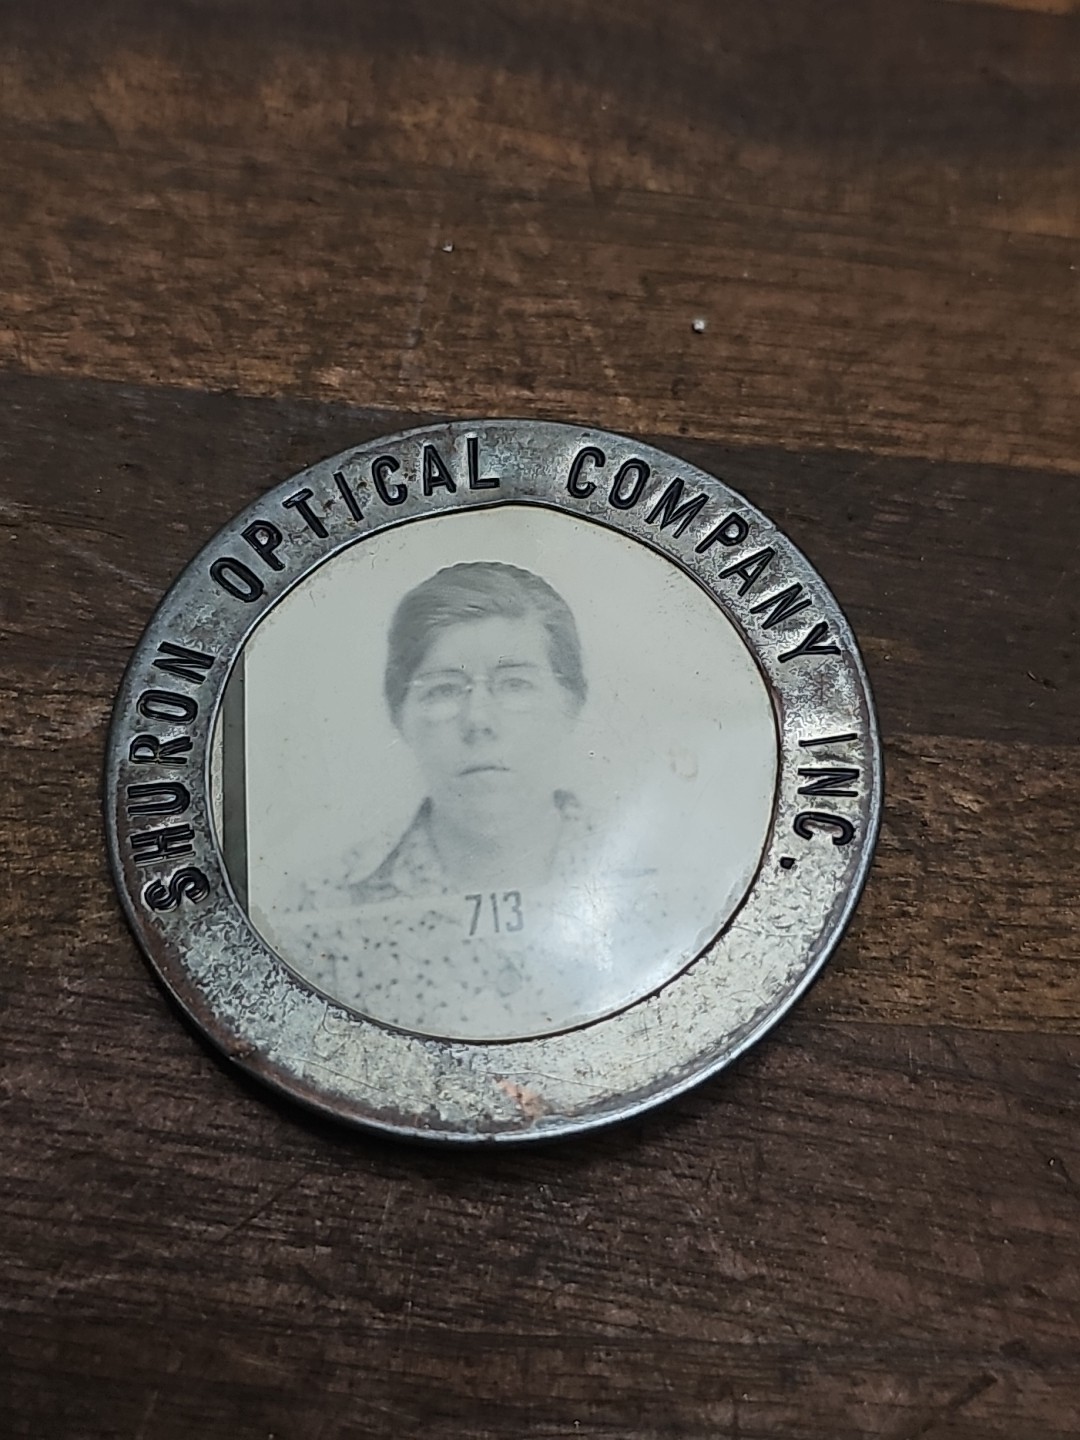 SHURON OPTICAL COMPANY INC.
713